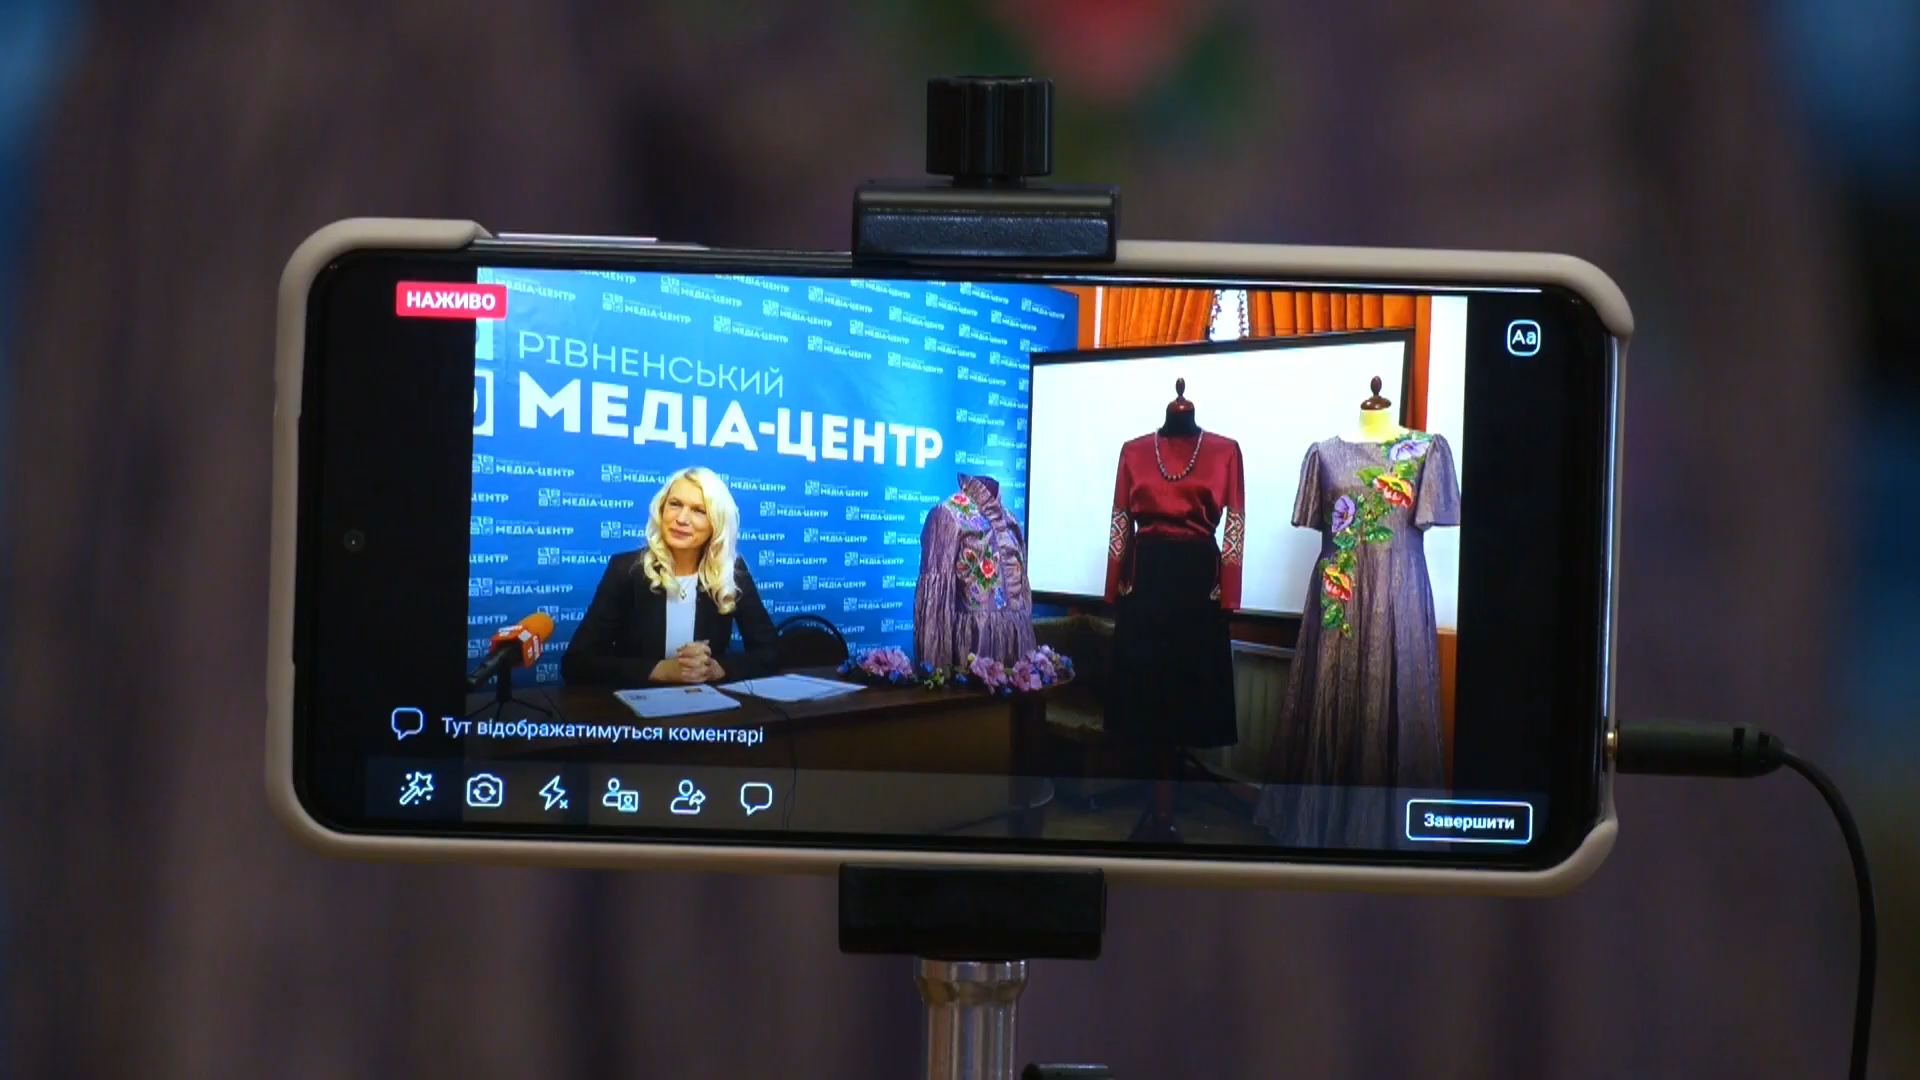 НАЖИВО
Aa
РІВНЕНСЬКИЙ
МЕДІА-ЦЕНТР
Тут відображатимуться коментарі
Завершити